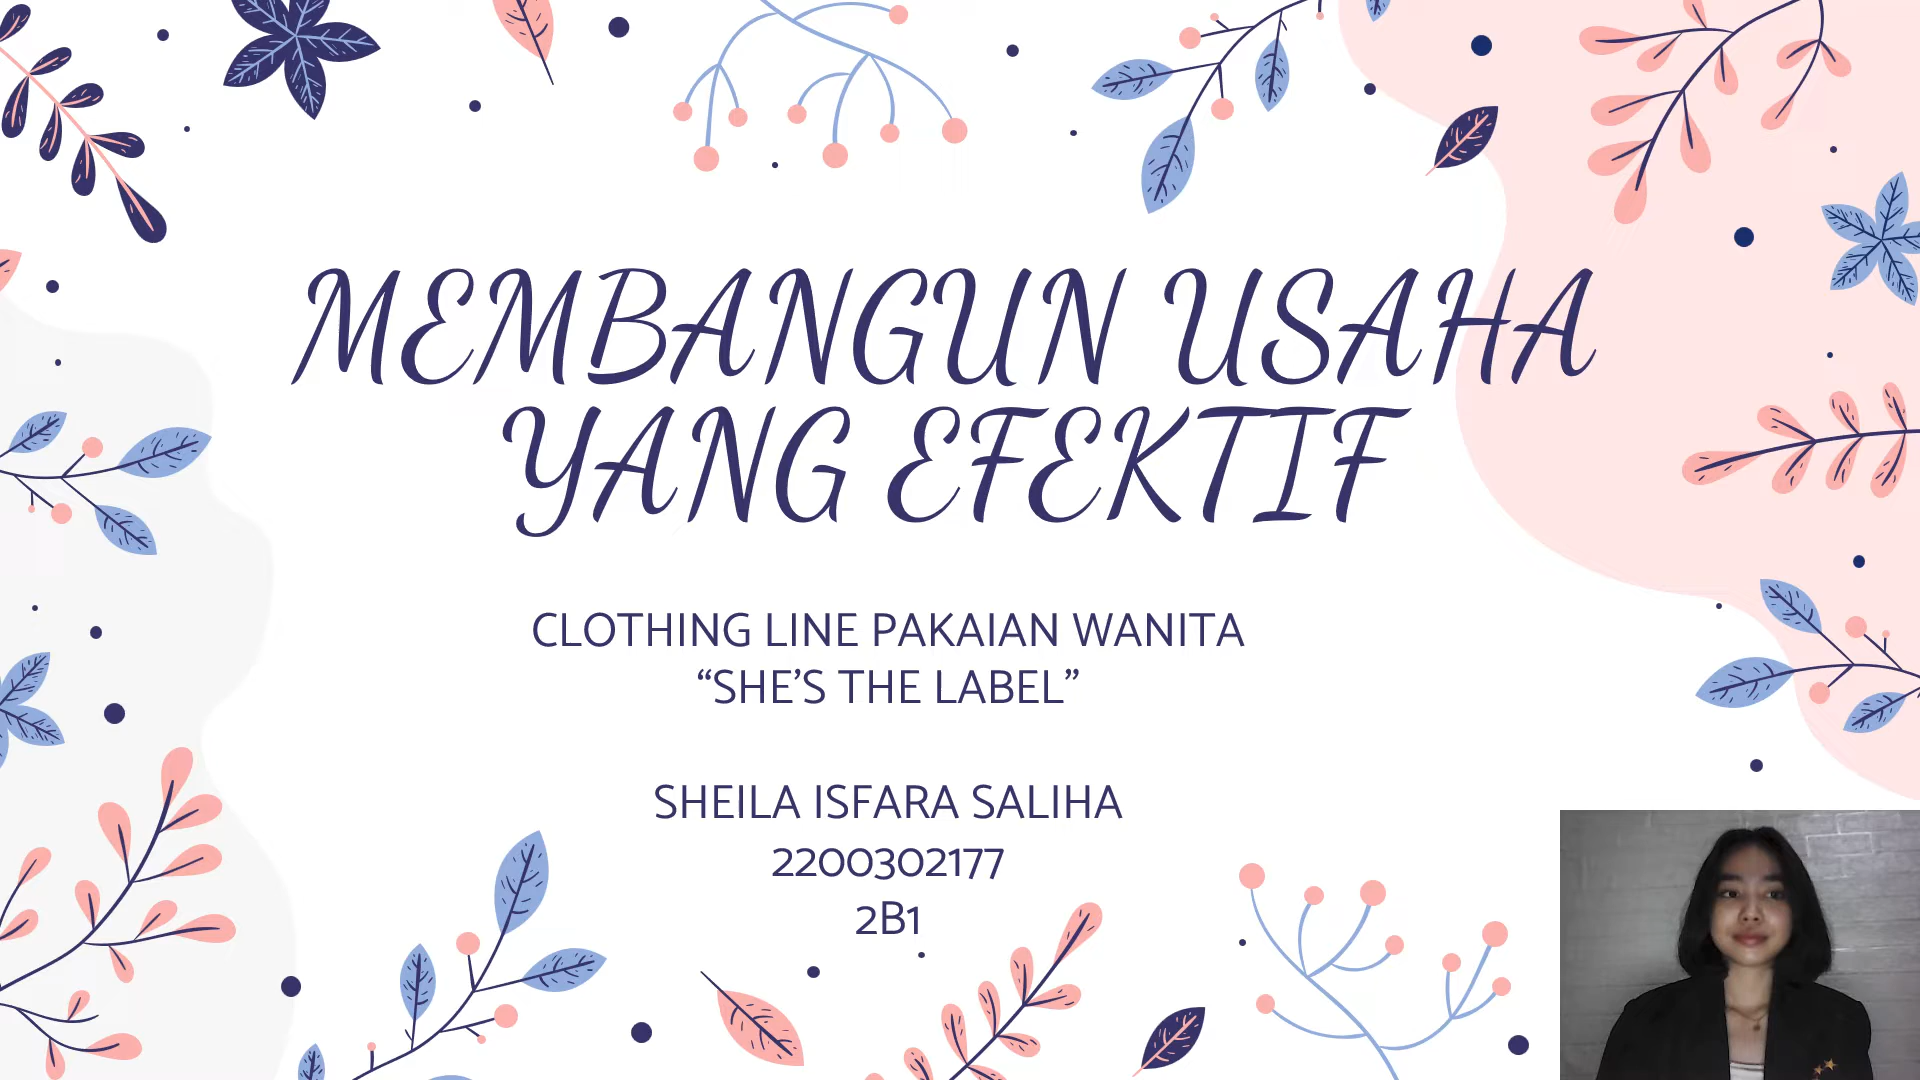 MEMBANGUN USAHA
YANG EFEKTIF
CLOTHING LINE PAKAIAN WANITA
“SHE’S THE LABEL”
SHEILA ISFARA SALIHA
2200302177
2B1